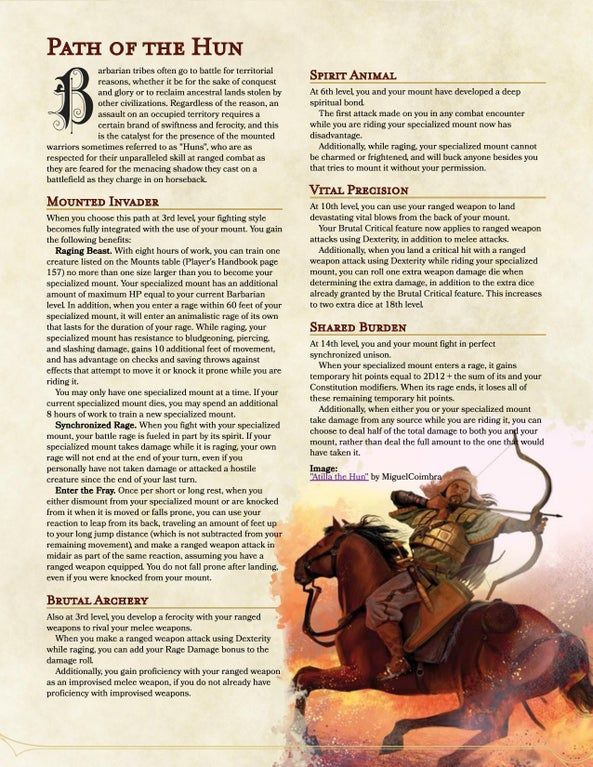 Path of the Hun
Barbarian tribes often go to battle for territorial
reasons, whether it be for the sake of conquest
and glory or to reclaim ancestral lands stolen by
other civilizations. Regardless of the reason, an
assault on an occupied territory requires a
certain brand of swiftness and ferocity, and this
is the catalyst for the presence of the mounted
warriors sometimes referred to as "Huns", who are as
respected for their unparalleled skill at ranged combat as
they are feared for the menacing shadow they cast on a
battlefield as they charge in on horseback.
Mounted Invader
When you choose this path at 3rd level, your fighting style
becomes fully integrated with the use of your mount. You gain
the following benefits:
Raging Beast. With eight hours of work, you can train one
creature listed on the Mounts table (Player's Handbook page
157) no more than one size larger than you to become your
specialized mount. Your specialized mount has an additional
amount of maximum HP equal to your current Barbarian
level. In addition, when you enter a rage within 60 feet of your
specialized mount, it will enter an animalistic rage of its own
that lasts for the duration of your rage. While raging, your
specialized mount has resistance to bludgeoning, piercing,
and slashing damage, gains 10 additional feet of movement,
and has advantage on checks and saving throws against
effects that attempt to move it or knock it prone while you are
riding it.
You may only have one specialized mount at a time. If your
current specialized mount dies, you may spend an additional
8 hours of work to train a new specialized mount.
Synchronized Rage. When you fight with your specialized
mount, your battle rage is fueled in part by its spirit. If your
specialized mount takes damage while it is raging, your own
rage will not end at the end of your turn, even if you
personally have not taken damage or attacked a hostile
creature since the end of your last turn.
Enter the Fray. Once per short or long rest, when you
either dismount from your specialized mount or are knocked
from it when it is moved or falls prone, you can use your
reaction to leap from its back, traveling an amount of feet up
to your long jump distance (which is not subtracted from your
remaining movement), and make a ranged weapon attack in
midair as part of the same reaction, assuming you have a
ranged weapon equipped. You do not fall prone after landing,
even if you were knocked from your mount.
Brutal Archery
Also at 3rd level, you develop a ferocity with your ranged
weapons to rival your melee weapons.
When you make a ranged weapon attack using Dexterity
while raging, you can add your Rage Damage bonus to the
damage roll.
Additionally, you gain proficiency with your ranged weapon
as an improvised melee weapon, if you do not already have
proficiency with improvised weapons.
Spirit Animal
At 6th level, you and your mount have developed a deep
spiritual bond.
The first attack made on you in any combat encounter
while you are riding your specialized mount now has
disadvantage.
Additionally, while raging, your specialized mount cannot
be charmed or frightened, and will buck anyone besides you
that tries to mount it without your permission.
Vital Precision
At 10th level, you can use your ranged weapon to land
devastating vital blows from the back of your mount.
Your Brutal Critical feature now applies to ranged weapon
attacks using Dexterity, in addition to melee attacks.
Additionally, when you land a critical hit with a ranged
weapon attack using Dexterity while riding your specialized
mount, you can roll one extra weapon damage die when
determining the extra damage, in addition to the extra dice
already granted by the Brutal Critical feature. This increases
to two extra dice at 18th level.
Shared Burden
At 14th level, you and your mount fight in perfect
synchronized unison.
When your specialized mount enters a rage, it gains
temporary hit points equal to 2D12 + the sum of its and your
Constitution modifiers. When its rage ends, it loses all of
these remaining temporary hit points.
Additionally, when either you or your specialized mount
take damage from any source while you are riding it, you can
choose to deal half of the total damage to both you and your
mount, rather than deal the full amount to the one that would
have taken it.
Image:
"Atilla the Hun" by MiguelCoimbra